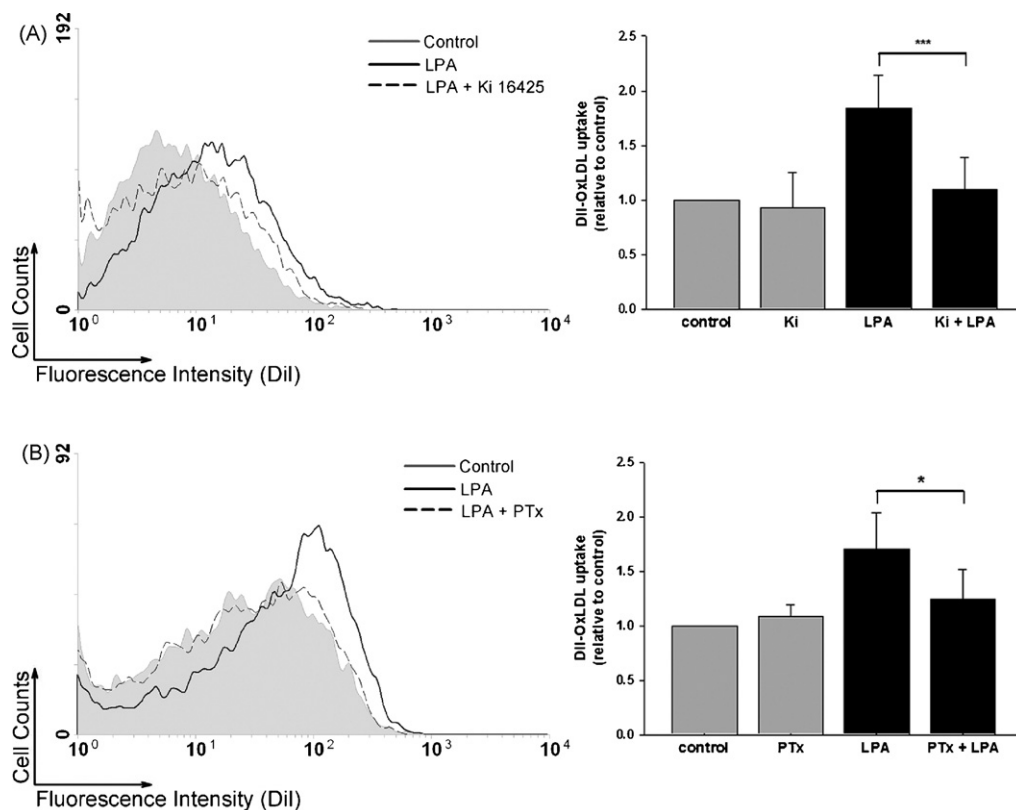 (A)
192
Control
LPA
LPA + Ki 16425
Cell Counts
0
10^0 10^1 10^2 10^3 10^4
Fluorescence Intensity (DiI)
2.5
2.0
1.5
1.0
0.5
0.0
DiI-OxLDL uptake
(relative to control)
***
control Ki LPA Ki + LPA
(B)
92
Control
LPA
LPA + PTx
Cell Counts
0
10^0 10^1 10^2 10^3 10^4
Fluorescence Intensity (DiI)
2.5
2.0
1.5
1.0
0.5
0.0
DiI-OxLDL uptake
(relative to control)
*
control PTx LPA PTx + LPA